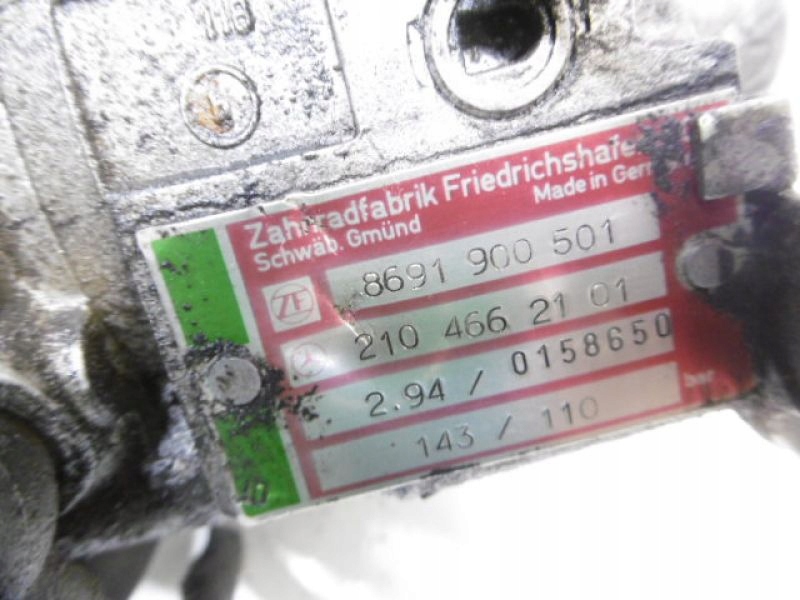 Zahnradfabrik Friedrichshafe
Made in Ger
Schwäb. Gmünd
ZF 8691 900 501
210 466 21 01
2.94 / 0158650
143 / 110 bar